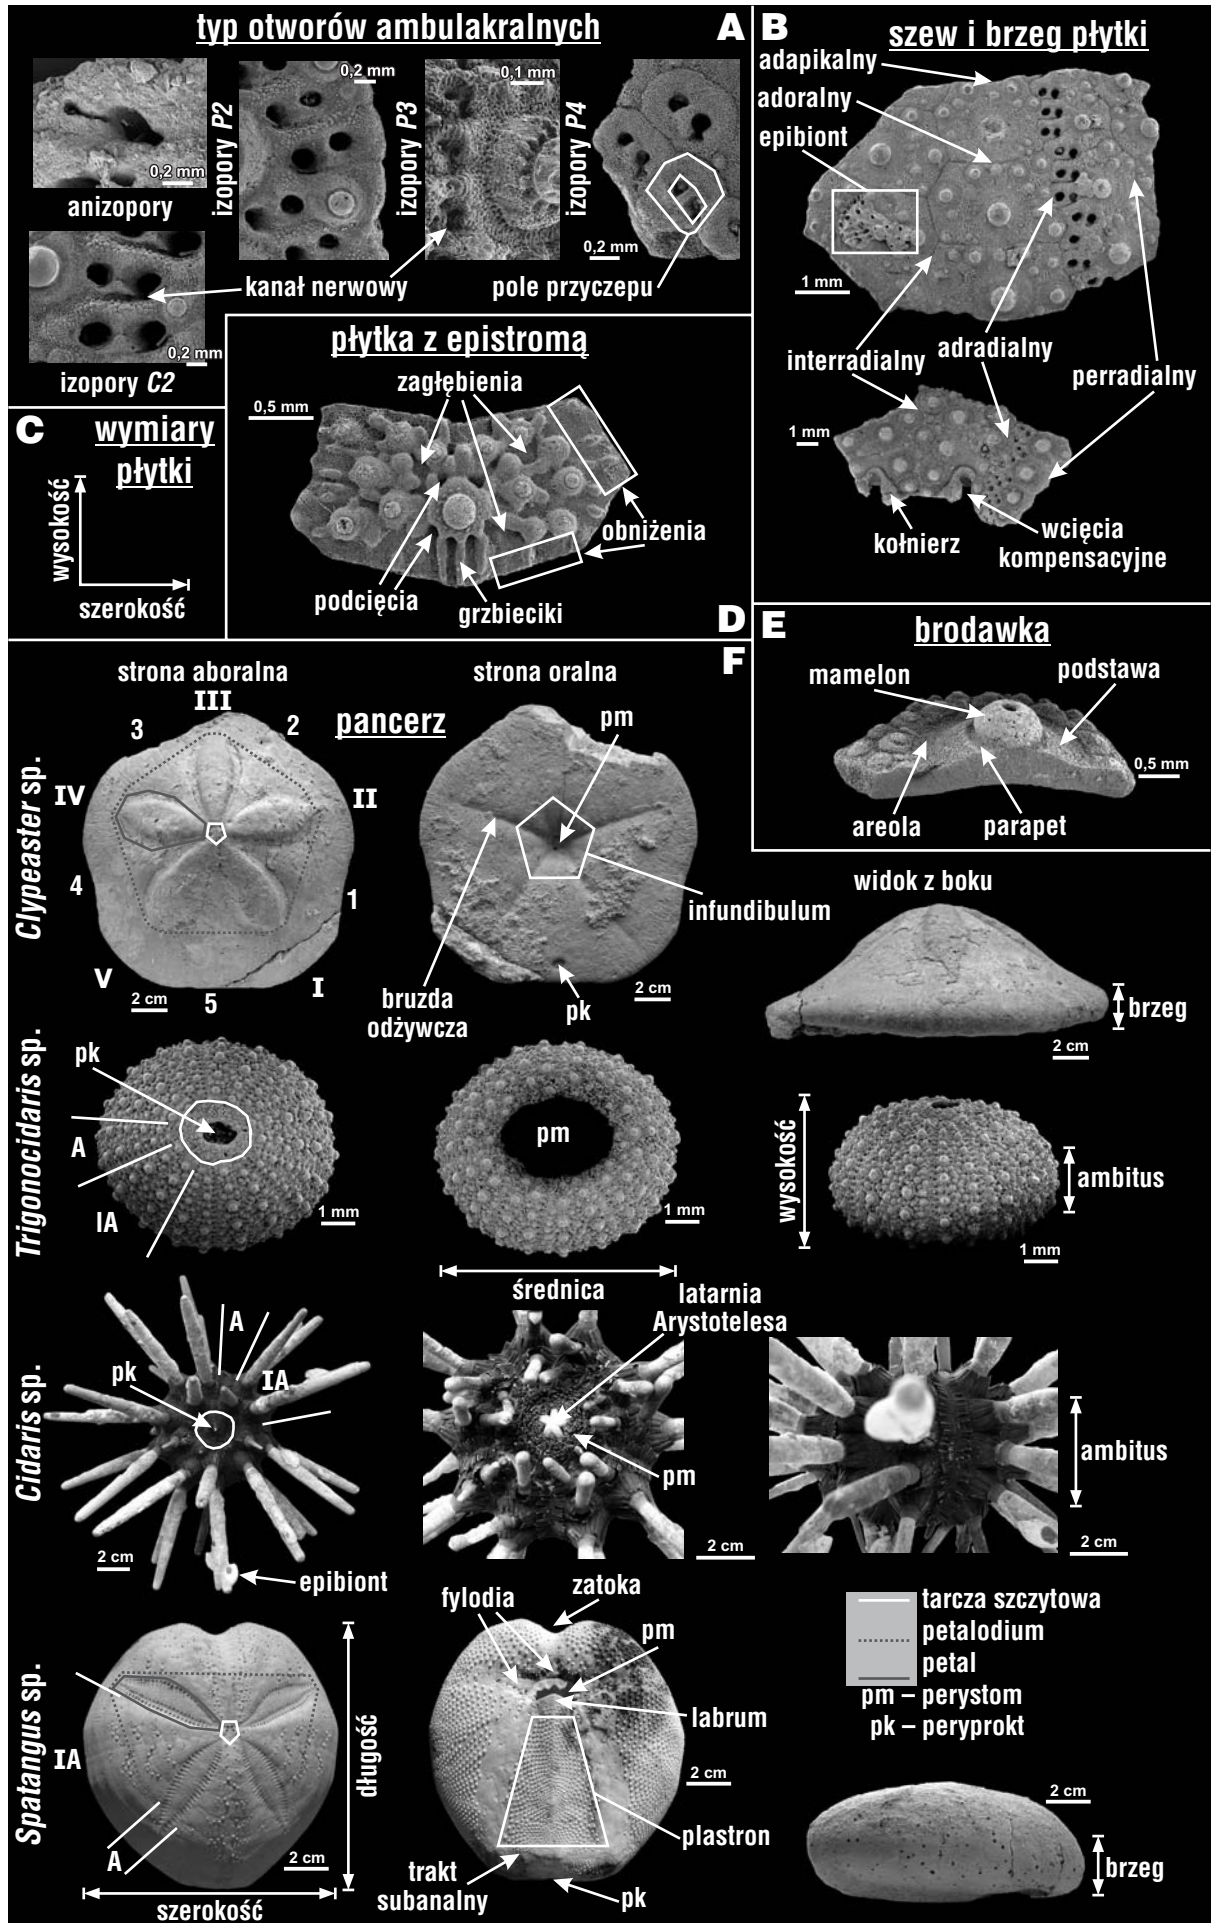 typ otworów ambulakralnych
A
0,2 mm
anizopory
izopory P2
0,2 mm
izopory P3
0,1 mm
izopory P4
0,2 mm
kanał nerwowy
pole przyczepu
0,2 mm
izopory C2
B
szew i brzeg płytki
adapikalny
adoralny
epibiont
1 mm
interradialny
adradialny
perradialny
1 mm
kołnierz
wcięcia
kompensacyjne
C
wymiary
płytki
wysokość
szerokość
płytka z epistromą
zagłębienia
0,5 mm
obniżenia
podcięcia
grzbieciki
D
E
brodawka
mamelon
podstawa
0,5 mm
areola
parapet
F
strona aboralna
strona oralna
pancerz
widok z boku
Clypeaster sp.
III
3
2
IV
II
4
1
V
I
5
2 cm
pm
infundibulum
bruzda
odżywcza
pk
2 cm
brzeg
2 cm
Trigonocidaris sp.
pk
A
IA
1 mm
pm
1 mm
średnica
wysokość
ambitus
1 mm
Cidaris sp.
A
pk
IA
2 cm
epibiont
latarnia
Arystotelesa
pm
2 cm
ambitus
2 cm
Spatangus sp.
IA
A
długość
2 cm
szerokość
fylodia
zatoka
pm
labrum
2 cm
plastron
trakt
subanalny
pk
tarcza szczytowa
petalodium
petal
pm – perystom
pk – peryprokt
2 cm
brzeg